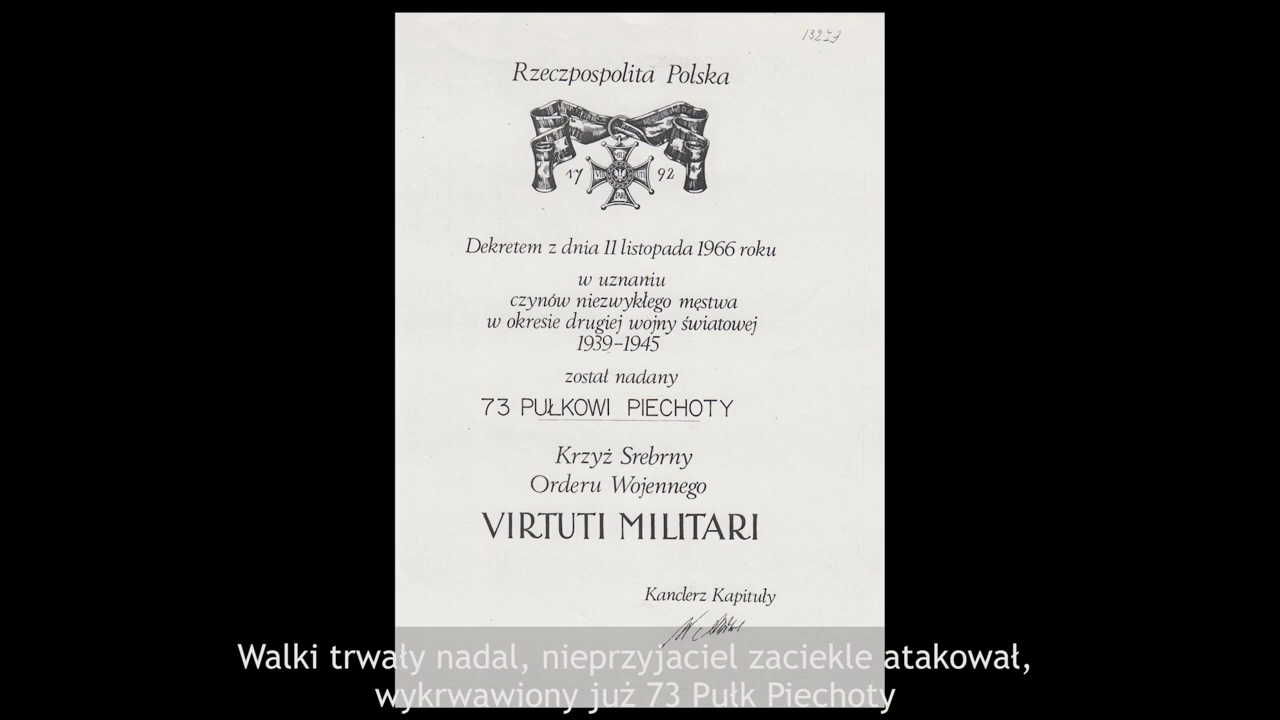 Rzeczpospolita Polska
17 92
Dekretem z dnia 11 listopada 1966 roku
w uznaniu
czynów niezwykłego męstwa
w okresie drugiej wojny światowej
1939-1945
został nadany
73 PUŁKOWI PIECHOTY
Krzyż Srebrny
Orderu Wojennego
VIRTUTI MILITARI
Kanclerz Kapituły
Walki trwały nadal, nieprzyjaciel zaciekle atakował,
wykrwawiony już 73 Pułk Piechoty